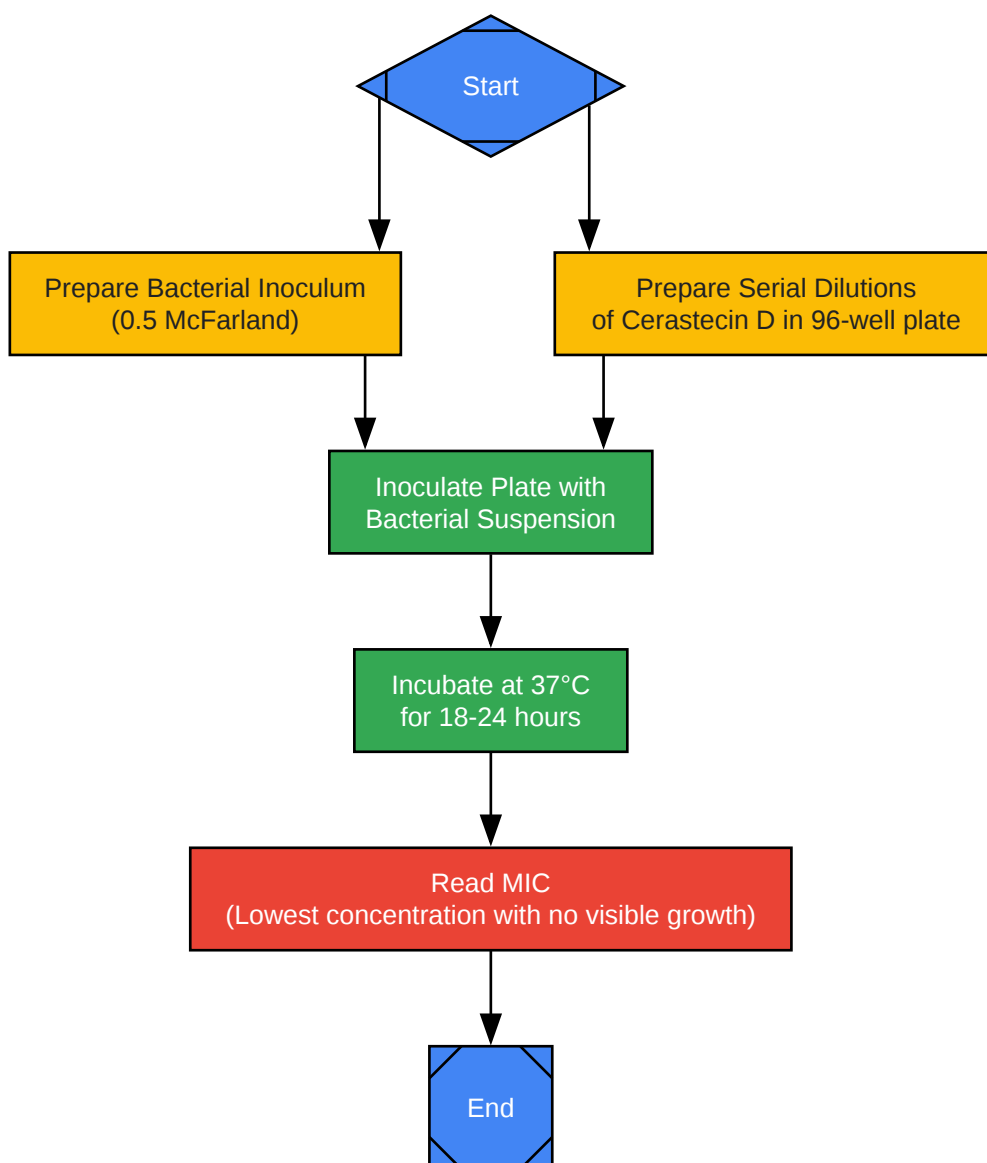 Start
Prepare Bacterial Inoculum
(0.5 McFarland)
Prepare Serial Dilutions
of Cerastecin D in 96-well plate
Inoculate Plate with
Bacterial Suspension
Incubate at 37°C
for 18-24 hours
Read MIC
(Lowest concentration with no visible growth)
End